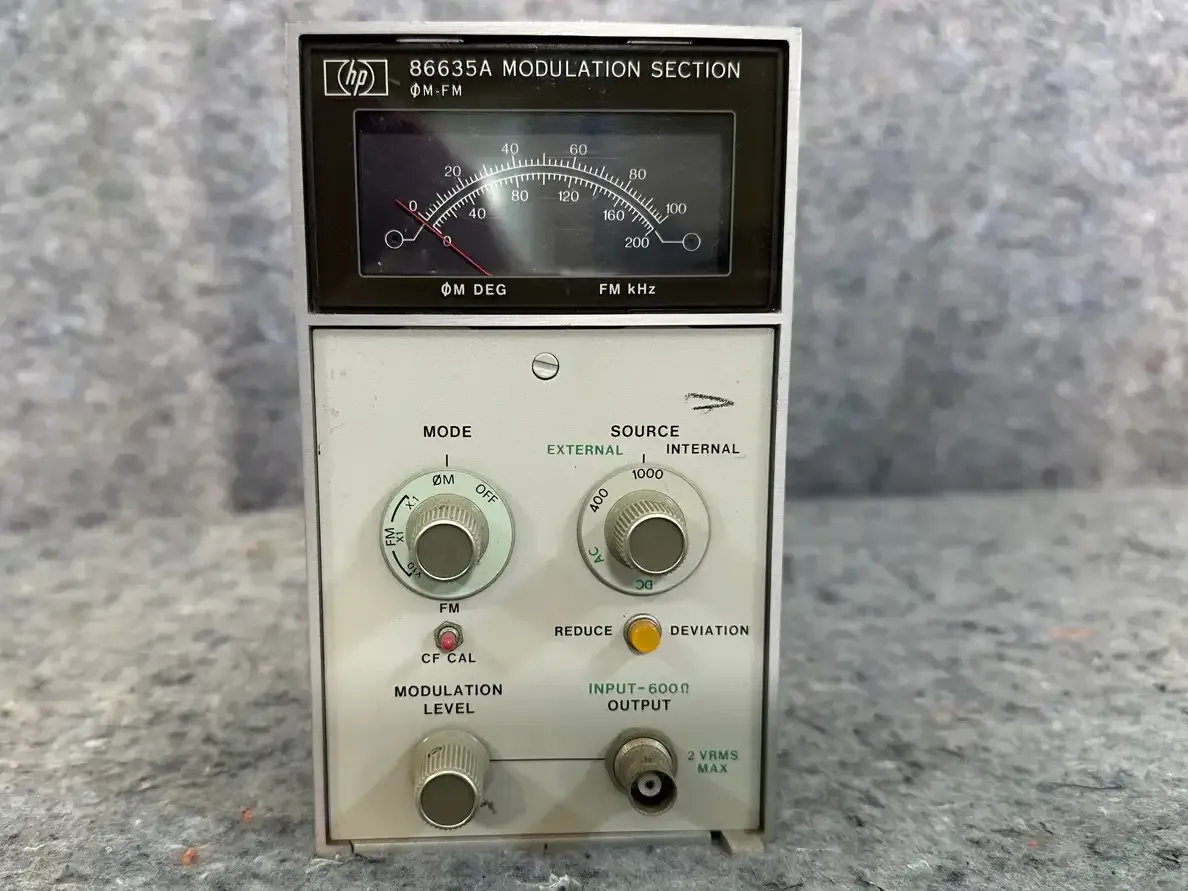 hp 86635A MODULATION SECTION
ØM-FM
0 20 40 60 80 100
0 40 80 120 160 200
ØM DEG FM kHz
MODE
SOURCE
EXTERNAL INTERNAL
ØM OFF
X1
FM
X1
X10
1000
400
AC
DC
FM
CF CAL
REDUCE DEVIATION
MODULATION
LEVEL
INPUT-600Ω
OUTPUT
2 VRMS
MAX